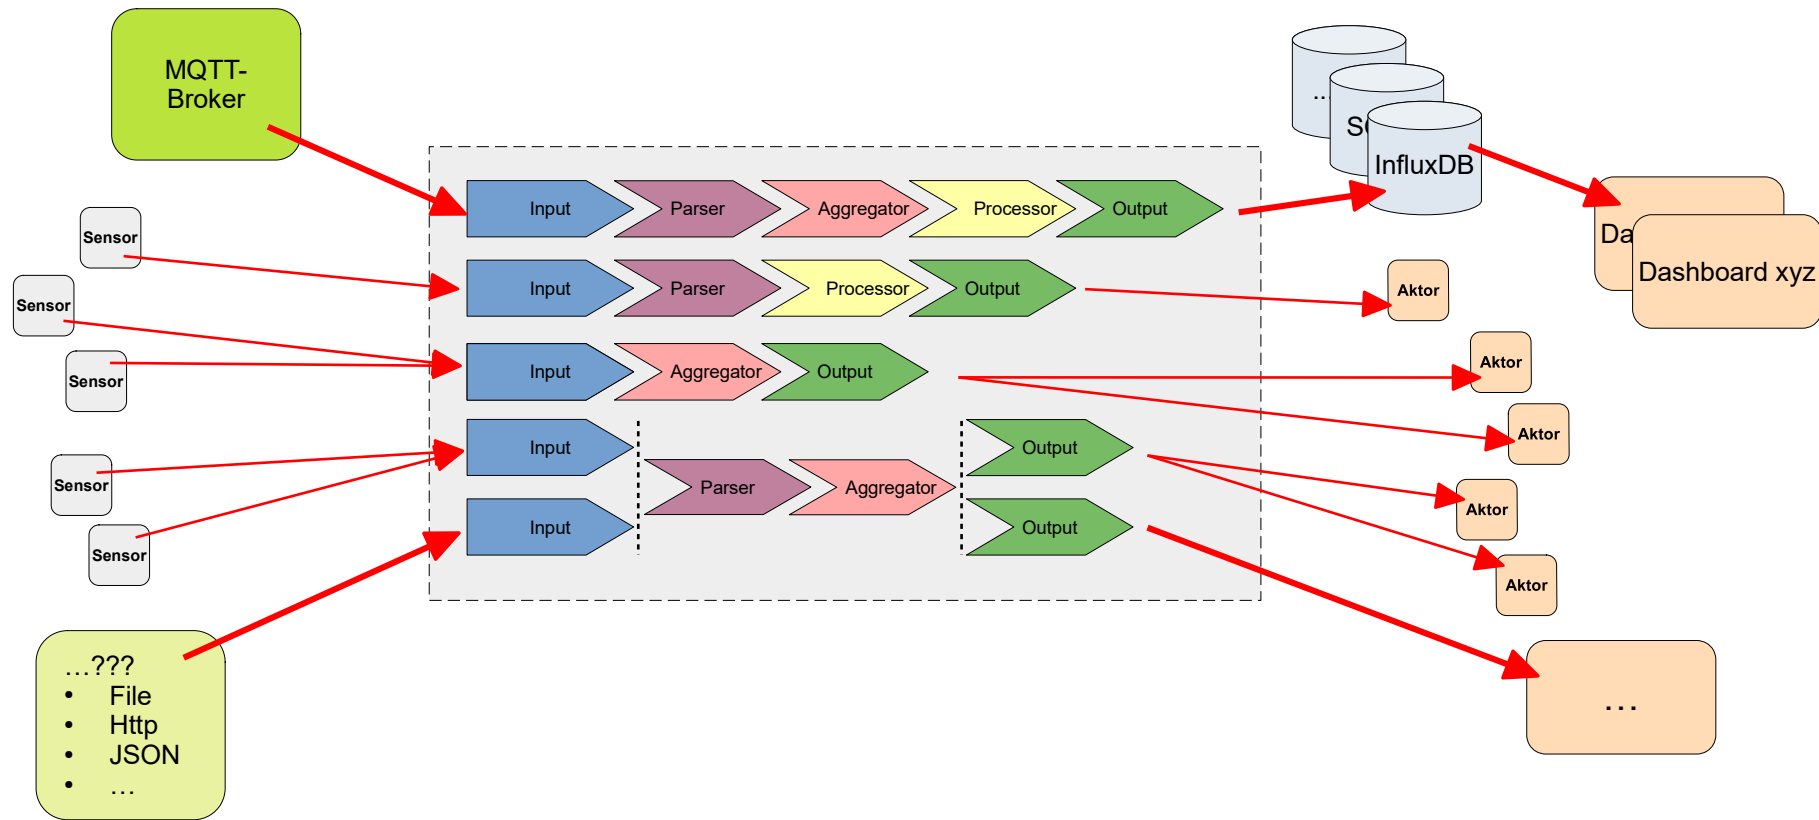 MQTT-
Broker
...
InfluxDB
Dashboard xyz
Input
Parser
Aggregator
Processor
Output
Sensor
Input
Parser
Processor
Output
Aktor
Sensor
Sensor
Input
Aggregator
Output
Aktor
Aktor
Sensor
Sensor
Input
Input
Parser
Aggregator
Output
Output
Aktor
Aktor
...???
• File
• Http
• JSON
• ...
...